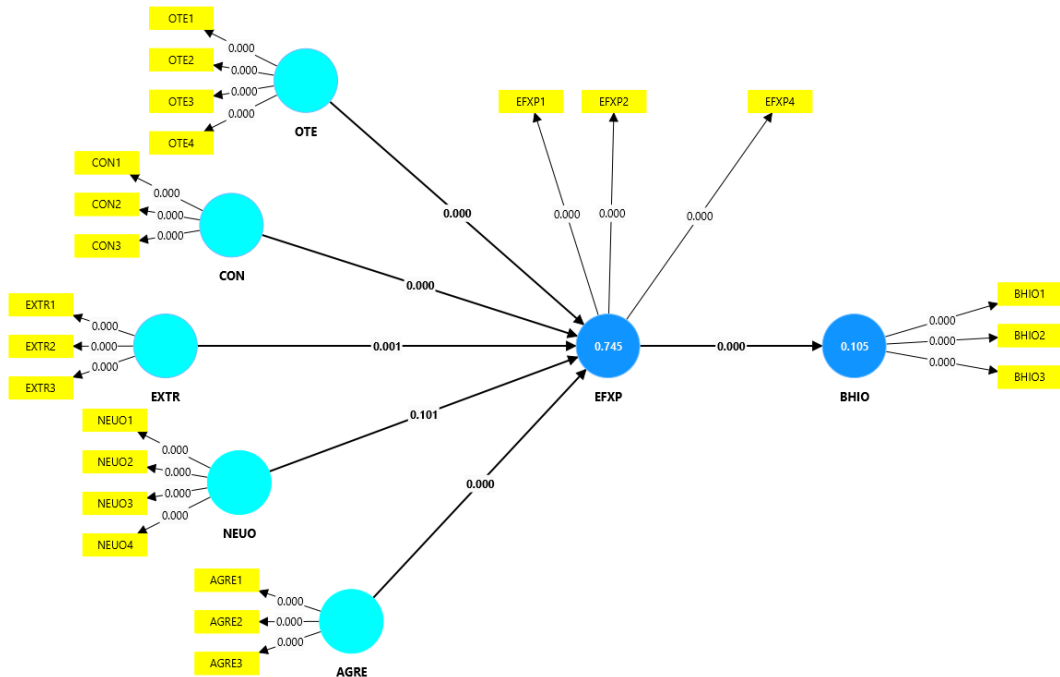 OTE1
0.000
OTE2
0.000
OTE3
0.000
OTE4
0.000
OTE
EFXP1
EFXP2
EFXP4
0.000
0.000
0.000
CON1
0.000
CON2
0.000
CON3
0.000
CON
0.000
0.000
EXTR1
0.000
EXTR2
0.000
EXTR3
0.000
EXTR
0.001
0.745
EFXP
0.000
0.105
BHIO
BHIO1
0.000
BHIO2
0.000
BHIO3
0.000
NEUO1
0.000
NEUO2
0.000
NEUO3
0.000
NEUO4
0.000
NEUO
0.101
0.000
AGRE1
0.000
AGRE2
0.000
AGRE3
0.000
AGRE